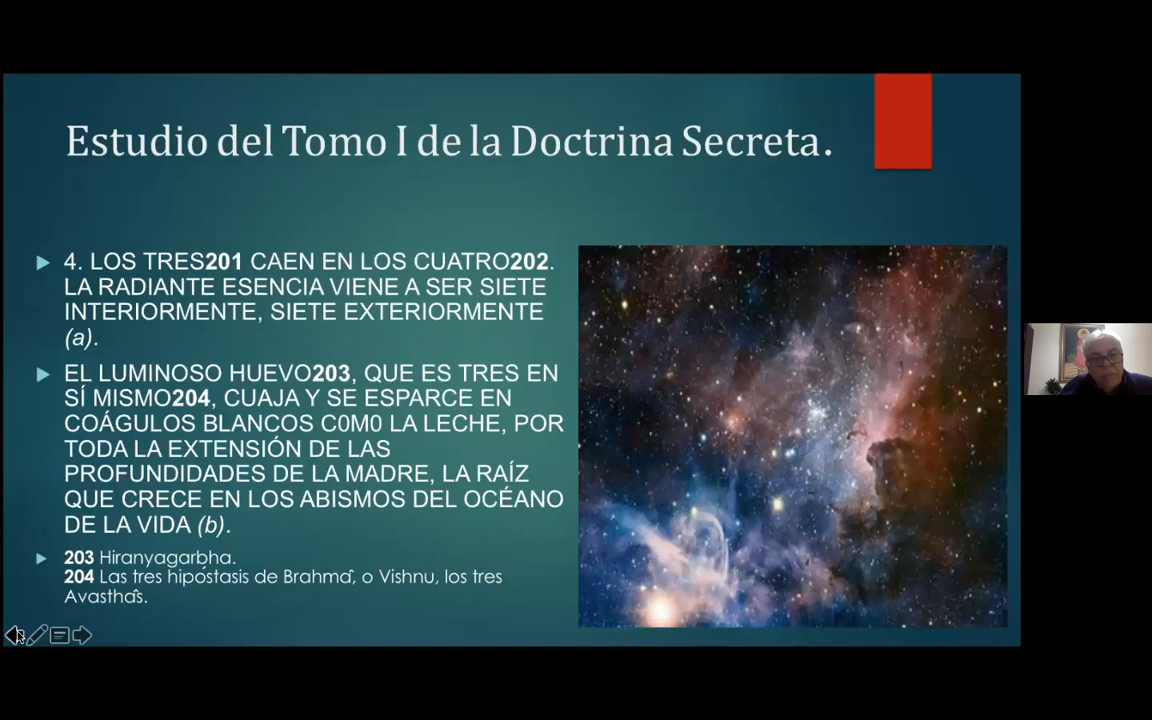 Estudio del Tomo I de la Doctrina Secreta.
4. LOS TRES201 CAEN EN LOS CUATRO202.
LA RADIANTE ESENCIA VIENE A SER SIETE
INTERIORMENTE, SIETE EXTERIORMENTE
(a).
EL LUMINOSO HUEVO203, QUE ES TRES EN
SÍ MISMO204, CUAJA Y SE ESPARCE EN
COÁGULOS BLANCOS C0M0 LA LECHE, POR
TODA LA EXTENSIÓN DE LAS
PROFUNDIDADES DE LA MADRE, LA RAÍZ
QUE CRECE EN LOS ABISMOS DEL OCÉANO
DE LA VIDA (b).
203 Hiranyagarbha.
204 Las tres hipóstasis de Brahmâ, o Vishnu, los tres
Avasthâs.